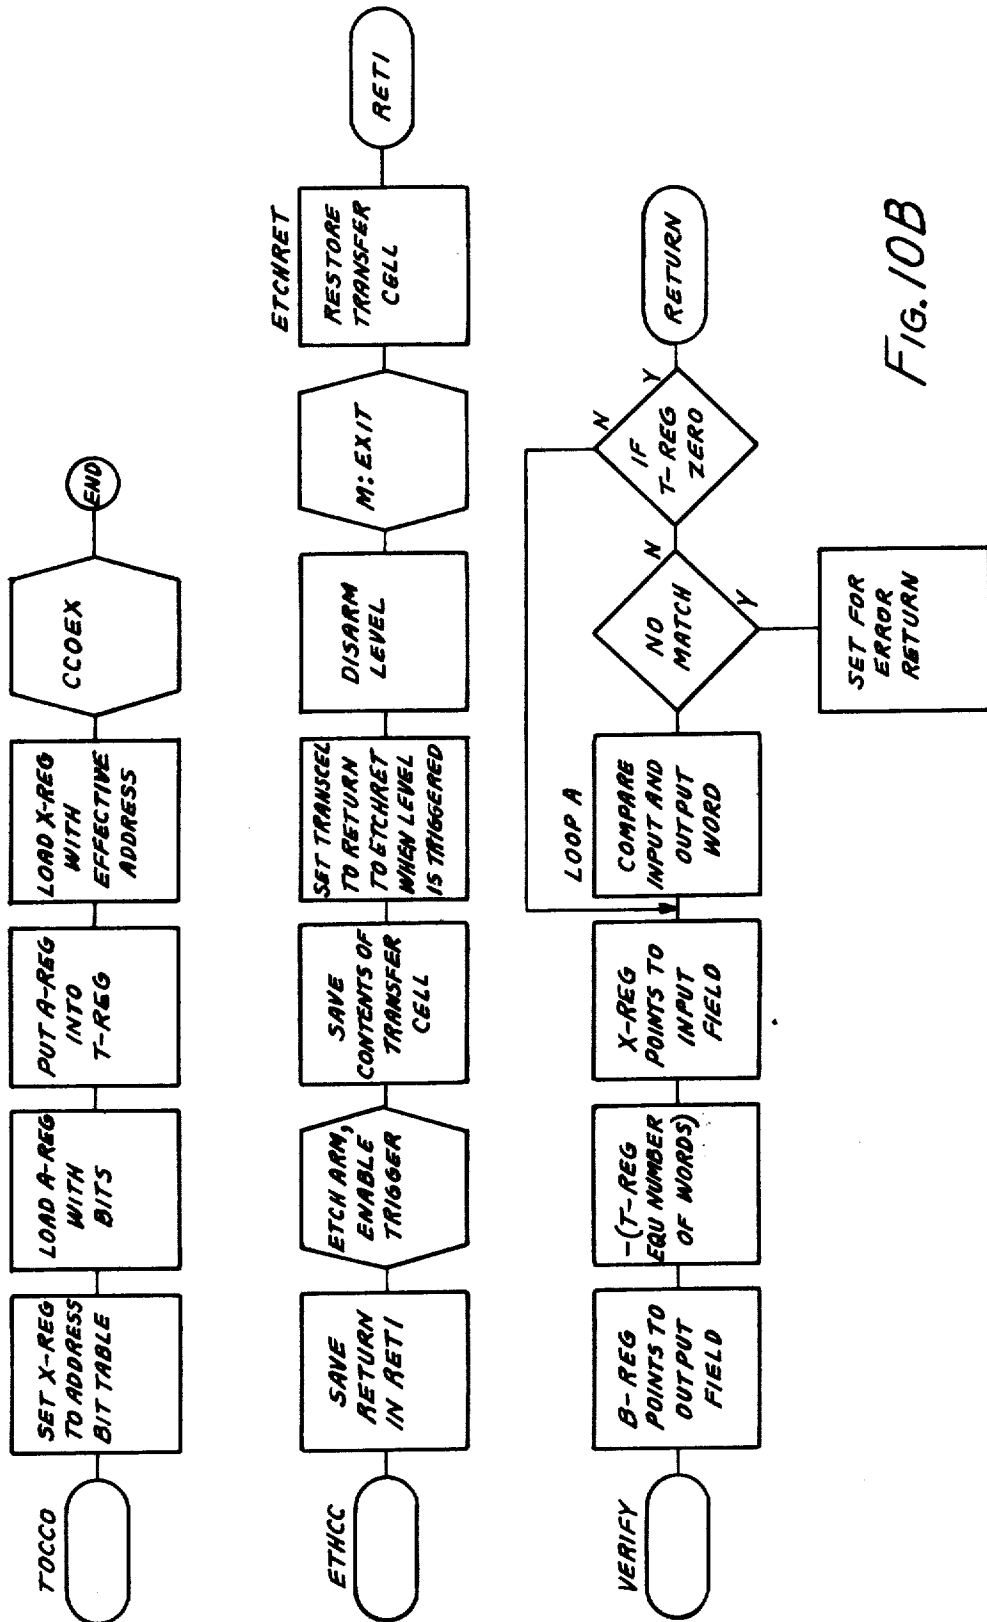 TOCCO
SET X-REG
TO ADDRESS
BIT TABLE
LOAD A-REG
WITH
BITS
PUT A-REG
INTO
T-REG
LOAD X-REG
WITH
EFFECTIVE
ADDRESS
CCOEX
END
ETHCC
SAVE
RETURN
IN RETI
ETCH ARM,
ENABLE
TRIGGER
SAVE
CONTENTS OF
TRANSFER
CELL
SET TRANSCEL
TO RETURN
TO ETCHRET
WHEN LEVEL
IS TRIGGERED
DISARM
LEVEL
M:EXIT
ETCHRET
RESTORE
TRANSFER
CELL
RETI
VERIFY
B-REG
POINTS TO
OUTPUT
FIELD
-(T-REG
EQU NUMBER
OF WORDS)
X-REG
POINTS TO
INPUT
FIELD
LOOP A
COMPARE
INPUT AND
OUTPUT
WORD
NO
MATCH
N
Y
SET FOR
ERROR
RETURN
IF
T-REG
ZERO
N
Y
RETURN
FIG. 10B